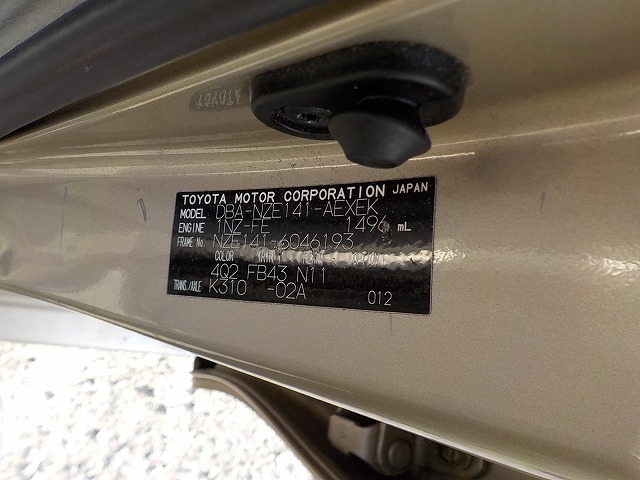 TOYOTA MOTOR CORPORATION JAPAN
MODEL DBA-NZE141-AEXEK
ENGINE 1NZ-FE 1496 mL
FRAME No. NZE141-6046193
COLOR TRIM
4Q2 FB43 N11
TRANS./AXLE K310 -02A 012